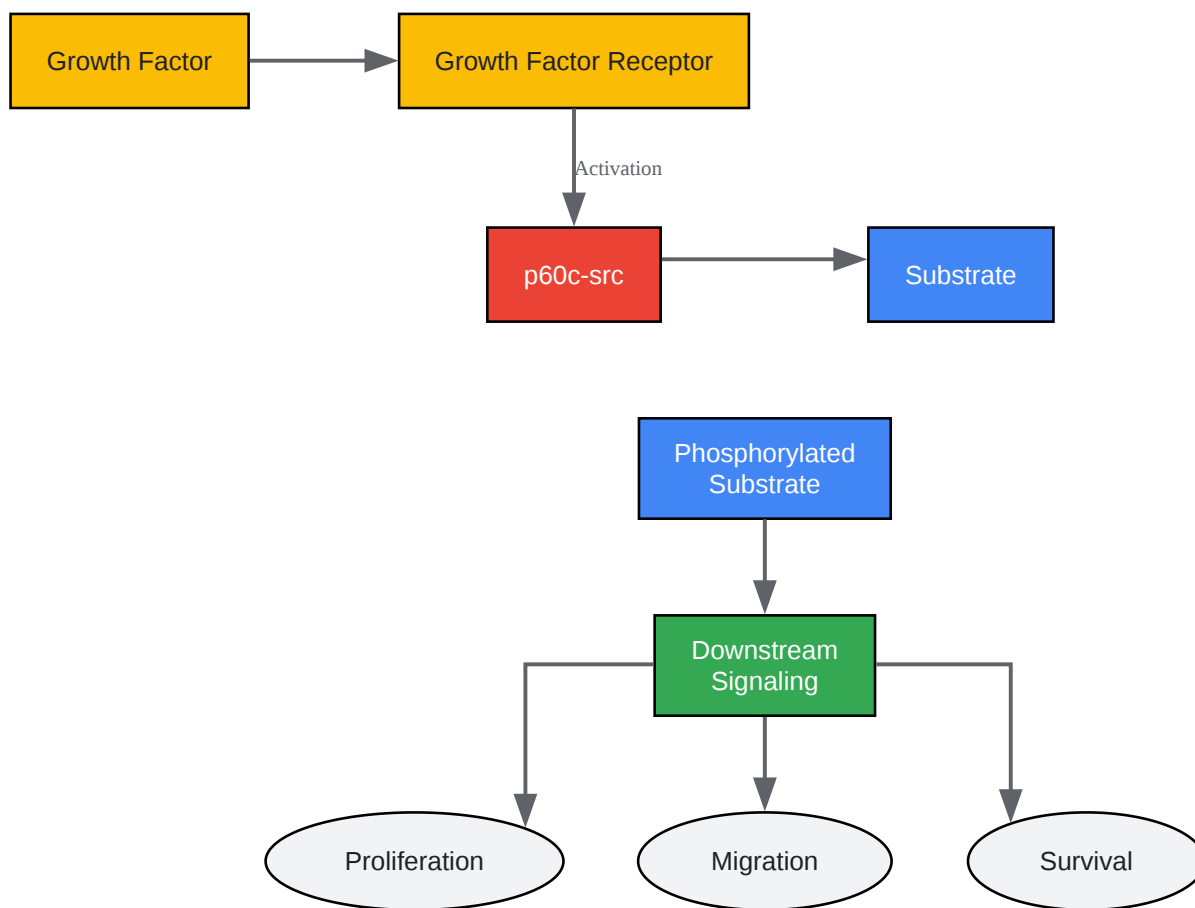 Growth Factor
Growth Factor Receptor
Activation
p60c-src
Substrate
Phosphorylated
Substrate
Downstream
Signaling
Proliferation
Migration
Survival